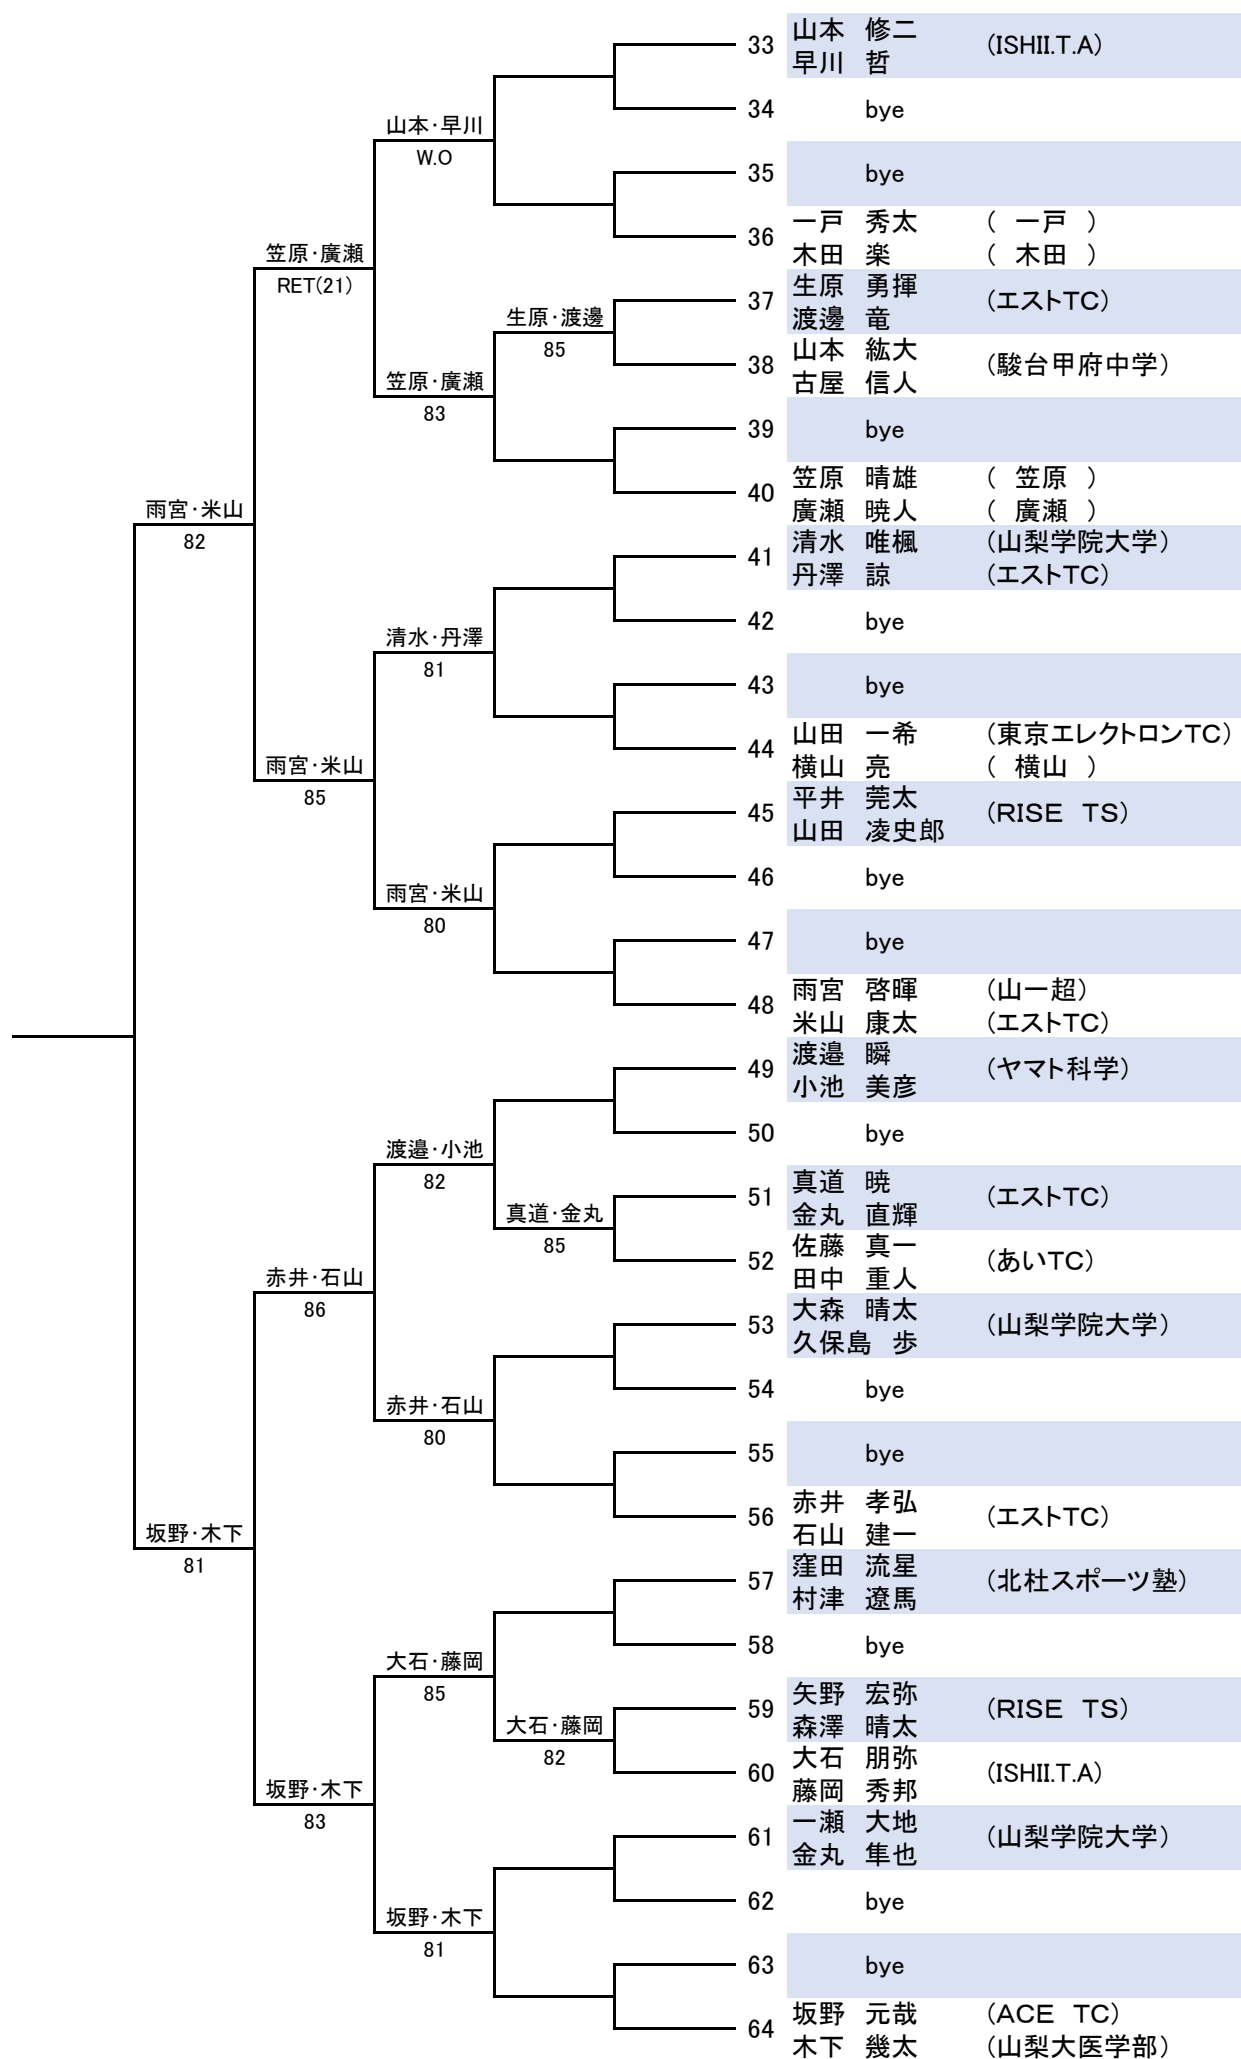 33 山本 修二 (ISHII.T.A)
早川 哲
34 bye
山本・早川
W.O
35 bye
36 一戸 秀太 ( 一戸 )
木田 楽 ( 木田 )
笠原・廣瀬
RET(21)
37 生原 勇揮 (エストTC)
渡邊 竜
生原・渡邊
85
38 山本 紘大 (駿台甲府中学)
古屋 信人
笠原・廣瀬
83
39 bye
40 笠原 晴雄 ( 笠原 )
廣瀬 暁人 ( 廣瀬 )
雨宮・米山
82
41 清水 唯楓 (山梨学院大学)
丹澤 諒 (エストTC)
42 bye
清水・丹澤
81
43 bye
44 山田 一希 (東京エレクトロンTC)
横山 亮 ( 横山 )
雨宮・米山
85
45 平井 莞太 (RISE TS)
山田 凌史郎
46 bye
雨宮・米山
80
47 bye
48 雨宮 啓暉 (山一超)
米山 康太 (エストTC)
49 渡邉 瞬 (ヤマト科学)
小池 美彦
50 bye
渡邉・小池
82
51 真道 暁 (エストTC)
金丸 直輝
真道・金丸
85
52 佐藤 真一 (あいTC)
田中 重人
赤井・石山
86
53 大森 晴太 (山梨学院大学)
久保島 歩
54 bye
赤井・石山
80
55 bye
56 赤井 孝弘 (エストTC)
石山 建一
坂野・木下
81
57 窪田 流星 (北杜スポーツ塾)
村津 遼馬
58 bye
大石・藤岡
85
59 矢野 宏弥 (RISE TS)
森澤 晴太
大石・藤岡
82
60 大石 朋弥 (ISHII.T.A)
藤岡 秀邦
坂野・木下
83
61 一瀬 大地 (山梨学院大学)
金丸 隼也
62 bye
坂野・木下
81
63 bye
64 坂野 元哉 (ACE TC)
木下 幾太 (山梨大医学部)